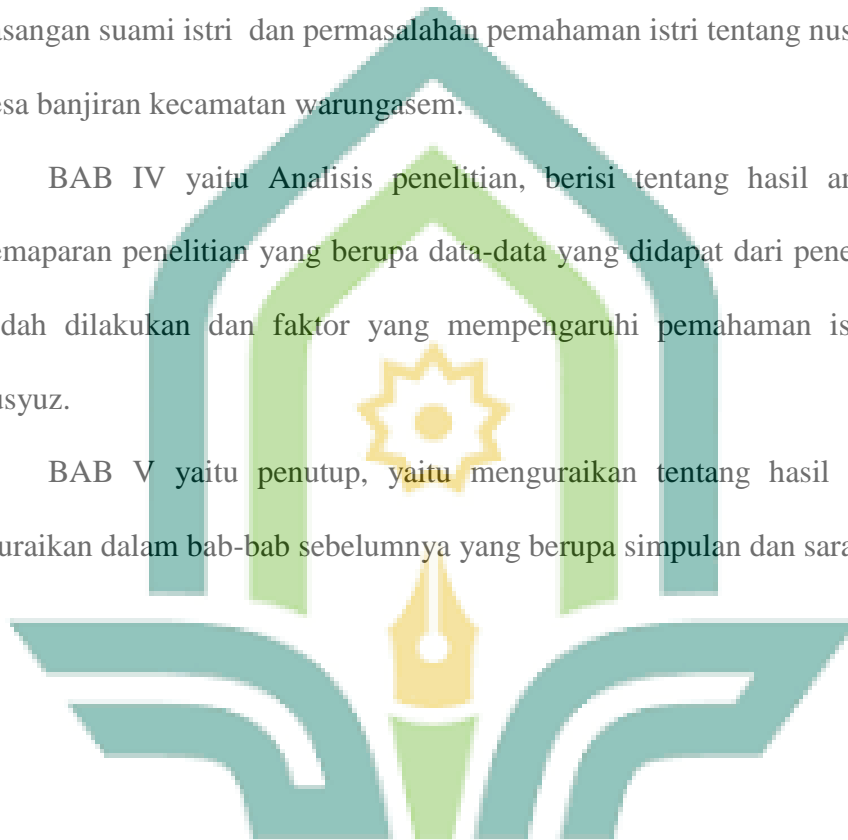 asangan suami istri dan permasalahan pemahaman istri tentang nus
esa banjiran kecamatan warungasem.
BAB IV yaitu Analisis penelitian, berisi tentang hasil an
emaparan penelitian yang berupa data-data yang didapat dari pene
dah dilakukan dan faktor yang mempengaruhi pemahaman is
usyuz.
BAB V yaitu penutup, yaitu menguraikan tentang hasil
uraikan dalam bab-bab sebelumnya yang berupa simpulan dan sara